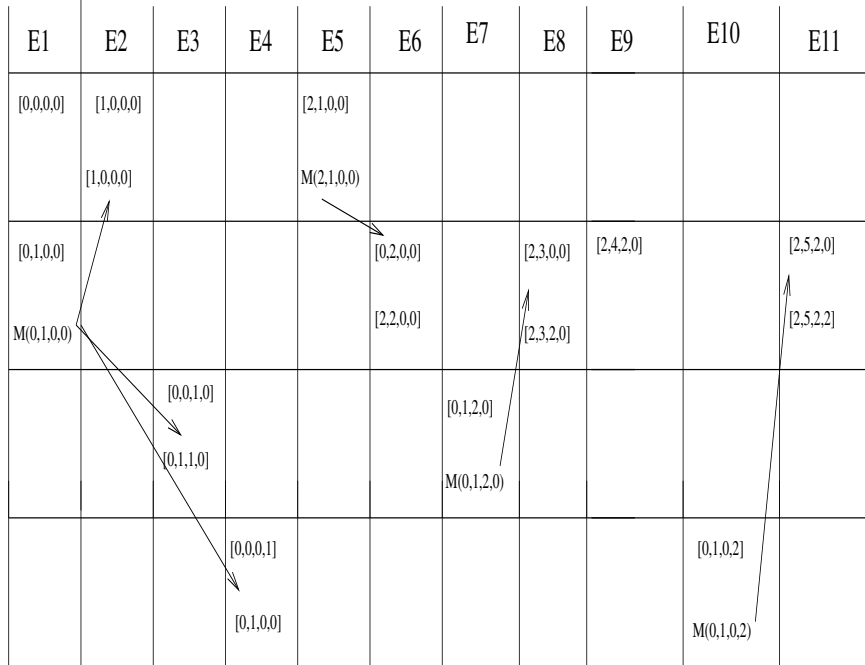 E1 E2 E3 E4 E5 E6 E7 E8 E9 E10 E11
[0,0,0,0] [1,0,0,0] [2,1,0,0]
[1,0,0,0] M(2,1,0,0)
[0,1,0,0] [0,2,0,0] [2,3,0,0] [2,4,2,0] [2,5,2,0]
[2,2,0,0] [2,5,2,2]
M(0,1,0,0) [2,3,2,0]
[0,0,1,0] [0,1,2,0]
[0,1,1,0] M(0,1,2,0)
[0,0,0,1] [0,1,0,2]
[0,1,0,0] M(0,1,0,2)